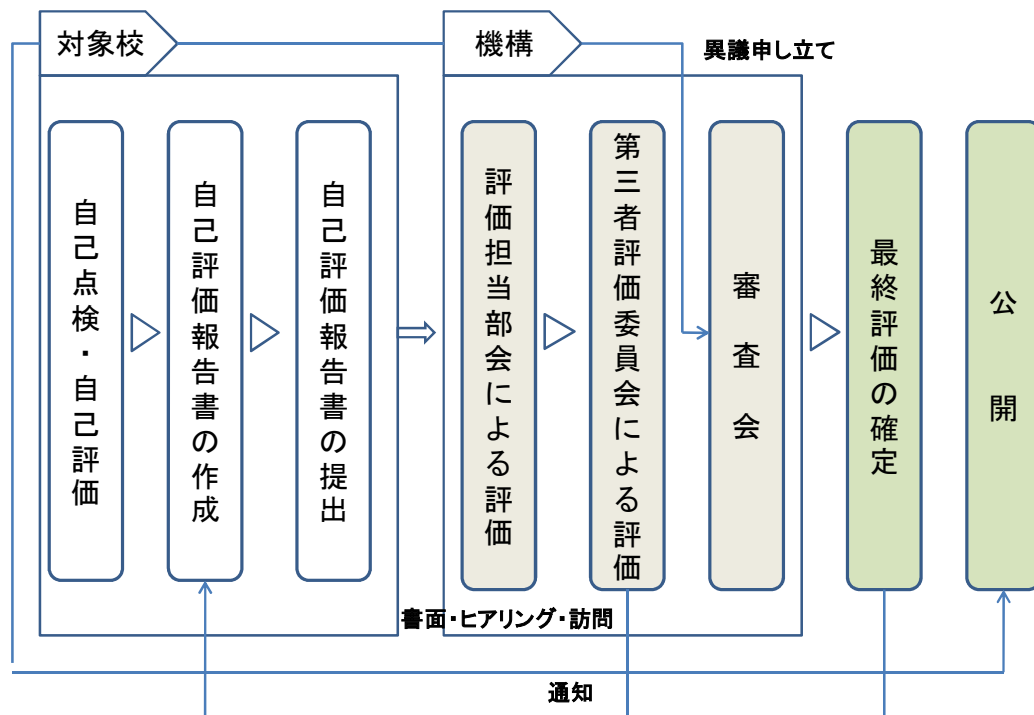 対象校
機構
異議申し立て
自己点検・自己評価
自己評価報告書の作成
自己評価報告書の提出
評価担当部会による評価
第三者評価委員会による評価
審査会
最終評価の確定
公開
書面・ヒアリング・訪問
通知